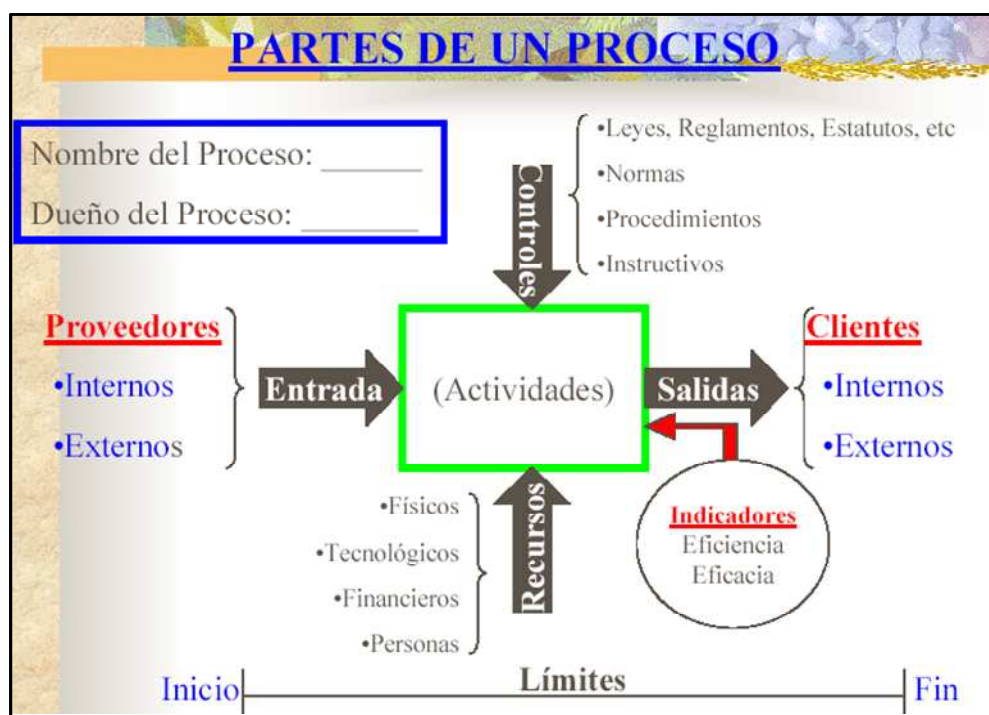 PARTES DE UN PROCESO
Nombre del Proceso: ______
Dueño del Proceso: _______
Controles
•Leyes, Reglamentos, Estatutos, etc
•Normas
•Procedimientos
•Instructivos
Proveedores
•Internos
•Externos
Entrada
(Actividades)
Salidas
Clientes
•Internos
•Externos
Recursos
•Físicos
•Tecnológicos
•Financieros
•Personas
Indicadores
Eficiencia
Eficacia
Inicio
Límites
Fin